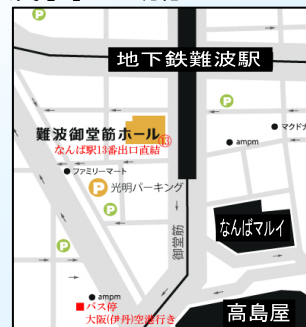 P
地下鉄難波駅
P
難波御堂筋ホール
⑬
なんば駅13番出口直結
マクドナ
ampm
ファミリーマート
P
光明パーキング
P
なんばマルイ
御堂筋
P
ampm
バス停
大阪(伊丹)空港行き
高島屋